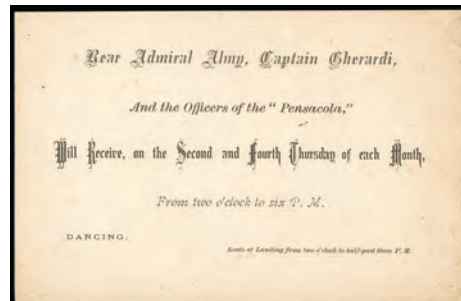 Rear Admiral Almy, Captain Gherardi,
And the Officers of the "Pensacola,"
Will Receive, on the Second and Fourth Thursday of each Month,
From two o'clock to six P. M.
DANCING.
Boats at Landing from two o'clock to half-past three P. M.